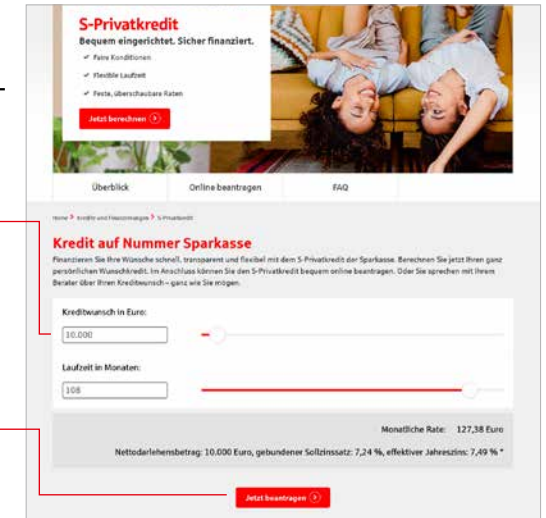 S-Privatkredit
Bequem eingerichtet. Sicher finanziert.
✓ Faire Konditionen
✓ Flexible Laufzeit
✓ Feste, überschaubare Raten
Jetzt berechnen
Überblick Online beantragen FAQ
Home > Kredite und Finanzierungen > S-Privatkredit
Kredit auf Nummer Sparkasse
Finanzieren Sie Ihre Wünsche schnell, transparent und flexibel mit dem S-Privatkredit der Sparkasse. Berechnen Sie jetzt Ihren ganz
persönlichen Wunschkredit. Im Anschluss können Sie den S-Privatkredit bequem online beantragen. Oder Sie sprechen mit Ihrem
Berater über Ihren Kreditwunsch – ganz wie Sie mögen.
Kreditwunsch in Euro:
10.000
Laufzeit in Monaten:
108
Monatliche Rate: 127,38 Euro
Nettodarlehensbetrag: 10.000 Euro, gebundener Sollzinssatz: 7,24 %, effektiver Jahreszins: 7,49 % *
Jetzt beantragen